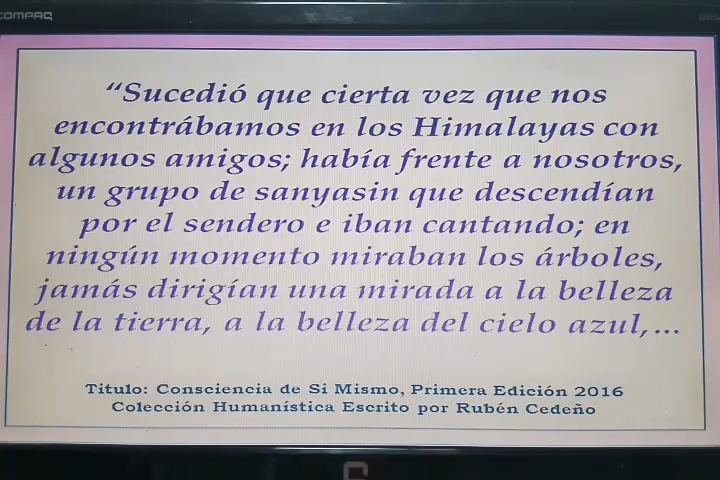 COMPAQ
“Sucedió que cierta vez que nos
encontrábamos en los Himalayas con
algunos amigos; había frente a nosotros,
un grupo de sanyasin que descendían
por el sendero e iban cantando; en
ningún momento miraban los árboles,
jamás dirigían una mirada a la belleza
de la tierra, a la belleza del cielo azul,...
Titulo: Consciencia de Si Mismo, Primera Edición 2016
Colección Humanística Escrito por Rubén Cedeño